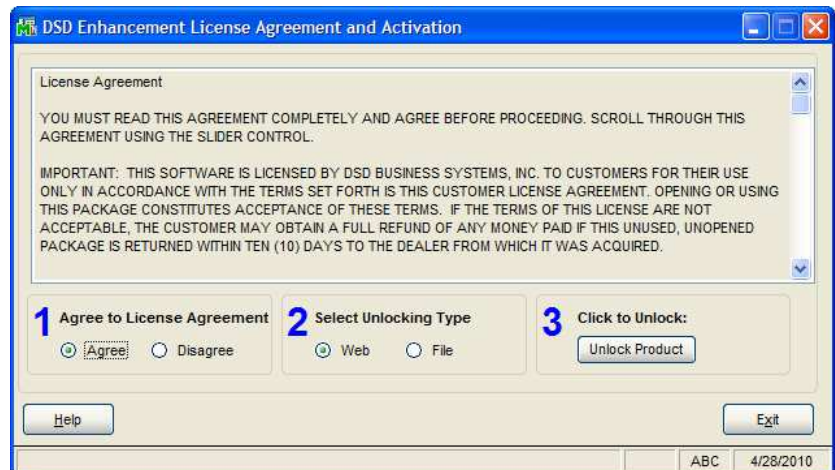 DSD Enhancement License Agreement and Activation
License Agreement
YOU MUST READ THIS AGREEMENT COMPLETELY AND AGREE BEFORE PROCEEDING. SCROLL THROUGH THIS
AGREEMENT USING THE SLIDER CONTROL.
IMPORTANT: THIS SOFTWARE IS LICENSED BY DSD BUSINESS SYSTEMS, INC. TO CUSTOMERS FOR THEIR USE
ONLY IN ACCORDANCE WITH THE TERMS SET FORTH IS THIS CUSTOMER LICENSE AGREEMENT. OPENING OR USING
THIS PACKAGE CONSTITUTES ACCEPTANCE OF THESE TERMS. IF THE TERMS OF THIS LICENSE ARE NOT
ACCEPTABLE, THE CUSTOMER MAY OBTAIN A FULL REFUND OF ANY MONEY PAID IF THIS UNUSED, UNOPENED
PACKAGE IS RETURNED WITHIN TEN (10) DAYS TO THE DEALER FROM WHICH IT WAS ACQUIRED.
1 Agree to License Agreement
Agree Disagree
2 Select Unlocking Type
Web File
3 Click to Unlock:
Unlock Product
Help
Exit
ABC 4/28/2010